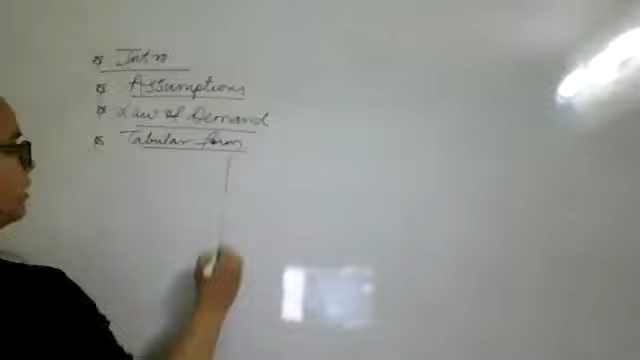 Intro
Assumptions
Law of Demand
Tabular form